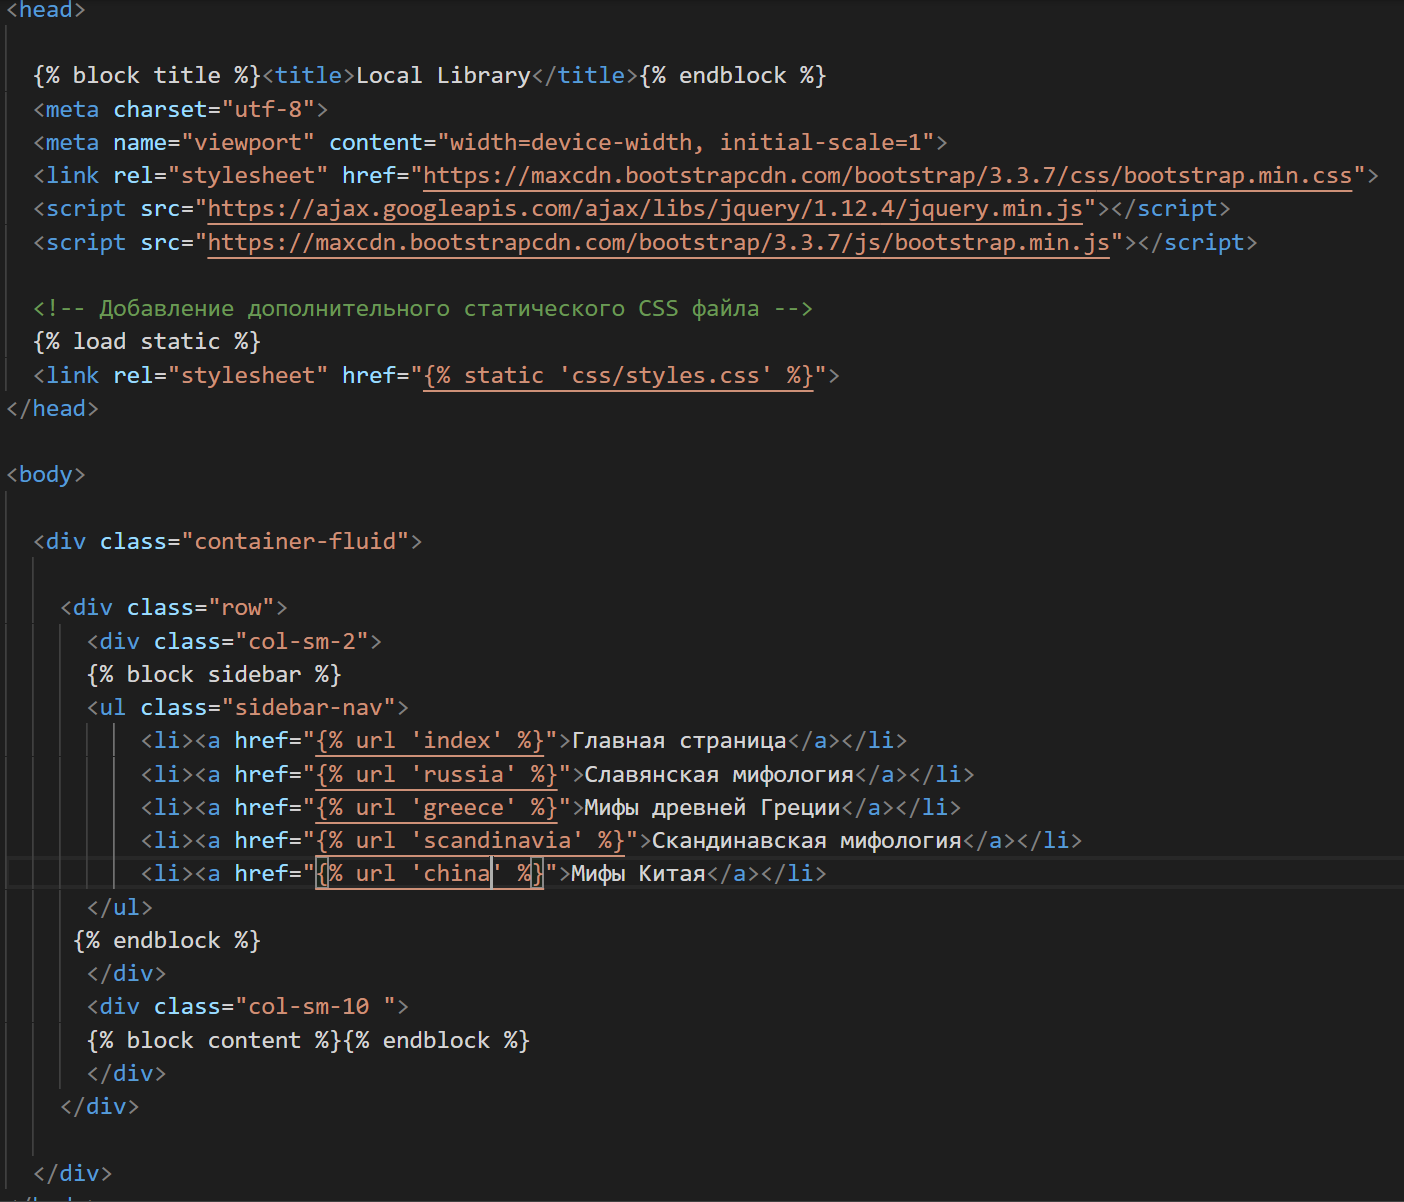 <head>
{% block title %}<title>Local Library</title>{% endblock %}
<meta charset="utf-8">
<meta name="viewport" content="width=device-width, initial-scale=1">
<link rel="stylesheet" href="https://maxcdn.bootstrapcdn.com/bootstrap/3.3.7/css/bootstrap.min.css">
<script src="https://ajax.googleapis.com/ajax/libs/jquery/1.12.4/jquery.min.js"></script>
<script src="https://maxcdn.bootstrapcdn.com/bootstrap/3.3.7/js/bootstrap.min.js"></script>
<!-- Добавление дополнительного статического CSS файла -->
{% load static %}
<link rel="stylesheet" href="{% static 'css/styles.css' %}">
</head>
<body>
<div class="container-fluid">
<div class="row">
<div class="col-sm-2">
{% block sidebar %}
<ul class="sidebar-nav">
<li><a href="{% url 'index' %}">Главная страница</a></li>
<li><a href="{% url 'russia' %}">Славянская мифология</a></li>
<li><a href="{% url 'greece' %}">Мифы древней Греции</a></li>
<li><a href="{% url 'scandinavia' %}">Скандинавская мифология</a></li>
<li><a href="{% url 'china' %}">Мифы Китая</a></li>
</ul>
{% endblock %}
</div>
<div class="col-sm-10 ">
{% block content %}{% endblock %}
</div>
</div>
</div>